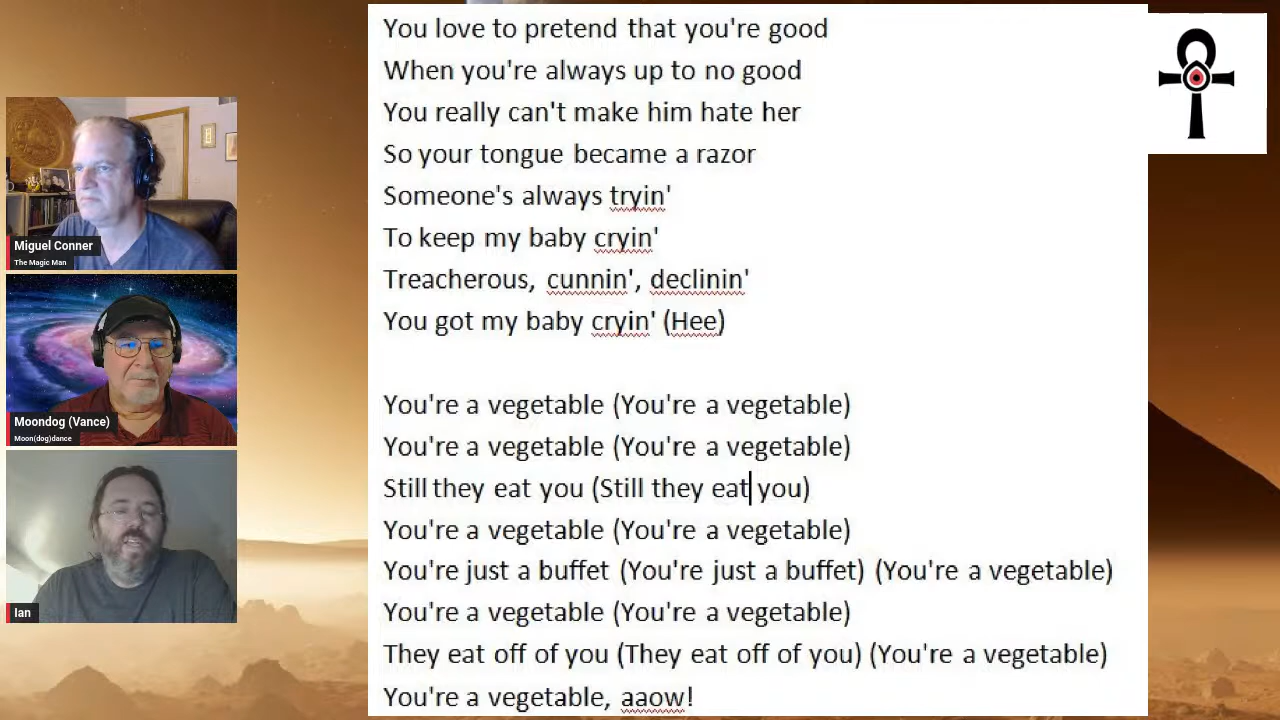 You love to pretend that you're good
When you're always up to no good
You really can't make him hate her
So your tongue became a razor
Someone's always tryin'
To keep my baby cryin'
Treacherous, cunnin', declinin'
You got my baby cryin' (Hee)
You're a vegetable (You're a vegetable)
You're a vegetable (You're a vegetable)
Still they eat you (Still they eat you)
You're a vegetable (You're a vegetable)
You're just a buffet (You're just a buffet) (You're a vegetable)
You're a vegetable (You're a vegetable)
They eat off of you (They eat off of you) (You're a vegetable)
You're a vegetable, aaow!
Miguel Conner
The Magic Man
Moondog (Vance)
Moon(dog)dance
Ian